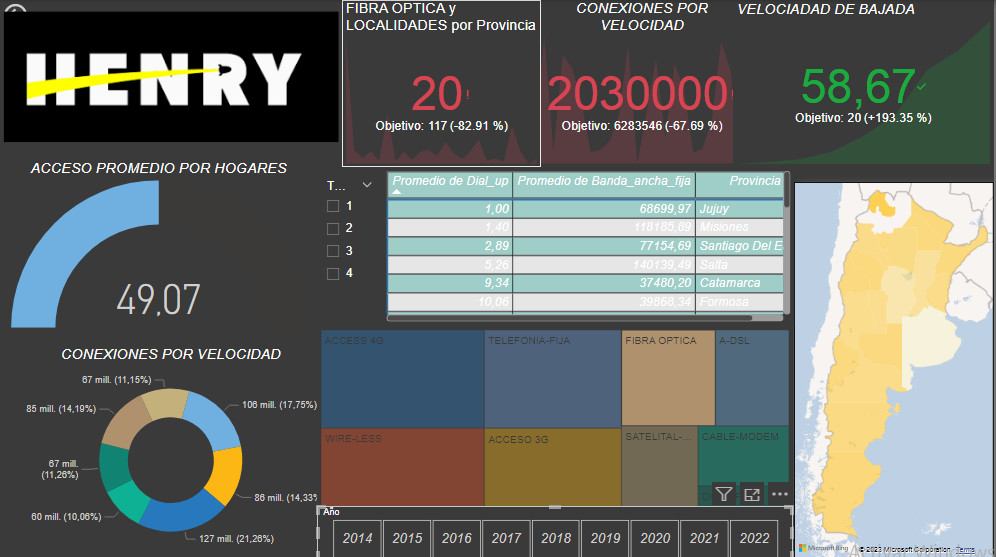 HENRY
FIBRA OPTICA y
LOCALIDADES por Provincia
20!
Objetivo: 117 (-82.91 %)
CONEXIONES POR
VELOCIDAD
2030000!
Objetivo: 6283546 (-67.69 %)
VELOCIADAD DE BAJADA
58,67
Objetivo: 20 (+193.35 %)
ACCESO PROMEDIO POR HOGARES
49,07
T...
1
2
3
4
Promedio de Dial_up Promedio de Banda_ancha_fija Provincia
1,00 68699,97 Jujuy
1,40 118185,89 Misiones
2,89 77154,69 Santiago Del E
5,26 140139,49 Salta
9,34 37480,20 Catamarca
10,06 39868,34 Formosa
CONEXIONES POR VELOCIDAD
67 mill. (11,15%)
106 mill. (17,75%)
85 mill. (14,19%)
67 mill.
(11,26%)
86 mill. (14,33%
60 mill. (10,06%)
127 mill. (21,26%)
ACCESS 4G
TELEFONIA-FIJA
FIBRA OPTICA
A-DSL
WIRE-LESS
ACCESO 3G
SATELITAL-...
CABLE-MODEM
Año
2014 2015 2016 2017 2018 2019 2020 2021 2022
Microsoft Bing
© 2023 Microsoft Corporation Terms